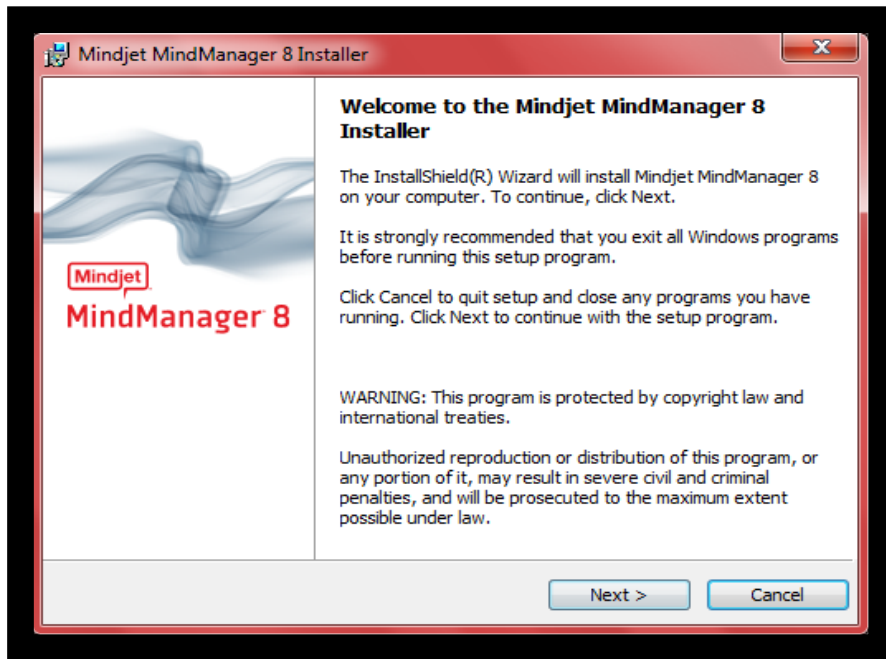 Mindjet MindManager 8 Installer
Welcome to the Mindjet MindManager 8
Installer
The InstallShield(R) Wizard will install Mindjet MindManager 8
on your computer. To continue, click Next.
It is strongly recommended that you exit all Windows programs
before running this setup program.
Click Cancel to quit setup and close any programs you have
running. Click Next to continue with the setup program.
Mindjet
MindManager 8
WARNING: This program is protected by copyright law and
international treaties.
Unauthorized reproduction or distribution of this program, or
any portion of it, may result in severe civil and criminal
penalties, and will be prosecuted to the maximum extent
possible under law.
Next >
Cancel